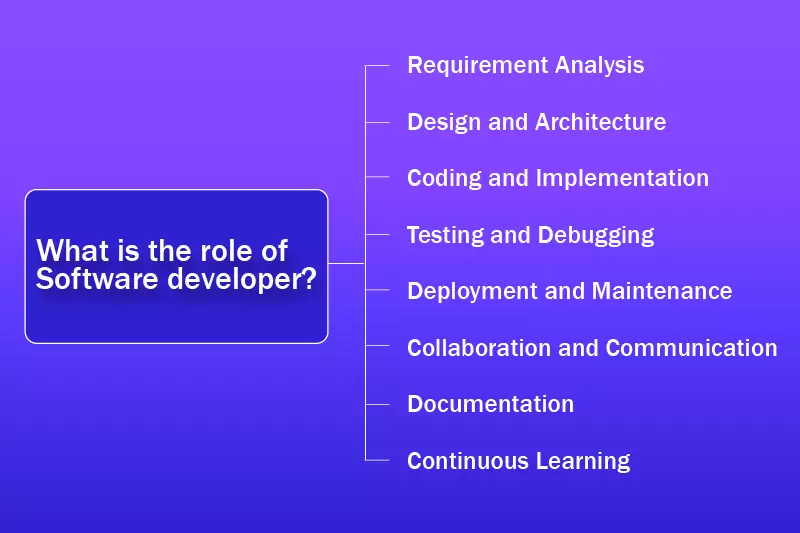 What is the role of
Software developer?
Requirement Analysis
Design and Architecture
Coding and Implementation
Testing and Debugging
Deployment and Maintenance
Collaboration and Communication
Documentation
Continuous Learning